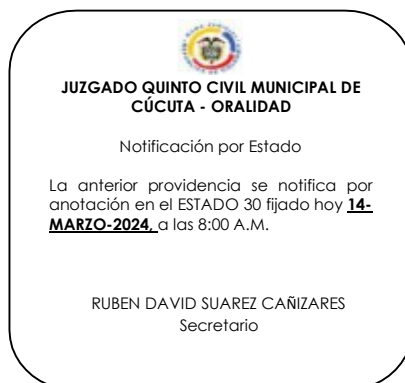 JUZGADO QUINTO CIVIL MUNICIPAL DE
CÚCUTA - ORALIDAD
Notificación por Estado
La anterior providencia se notifica por
anotación en el ESTADO 30 fijado hoy 14-
MARZO-2024, a las 8:00 A.M.
RUBEN DAVID SUAREZ CAÑIZARES
Secretario